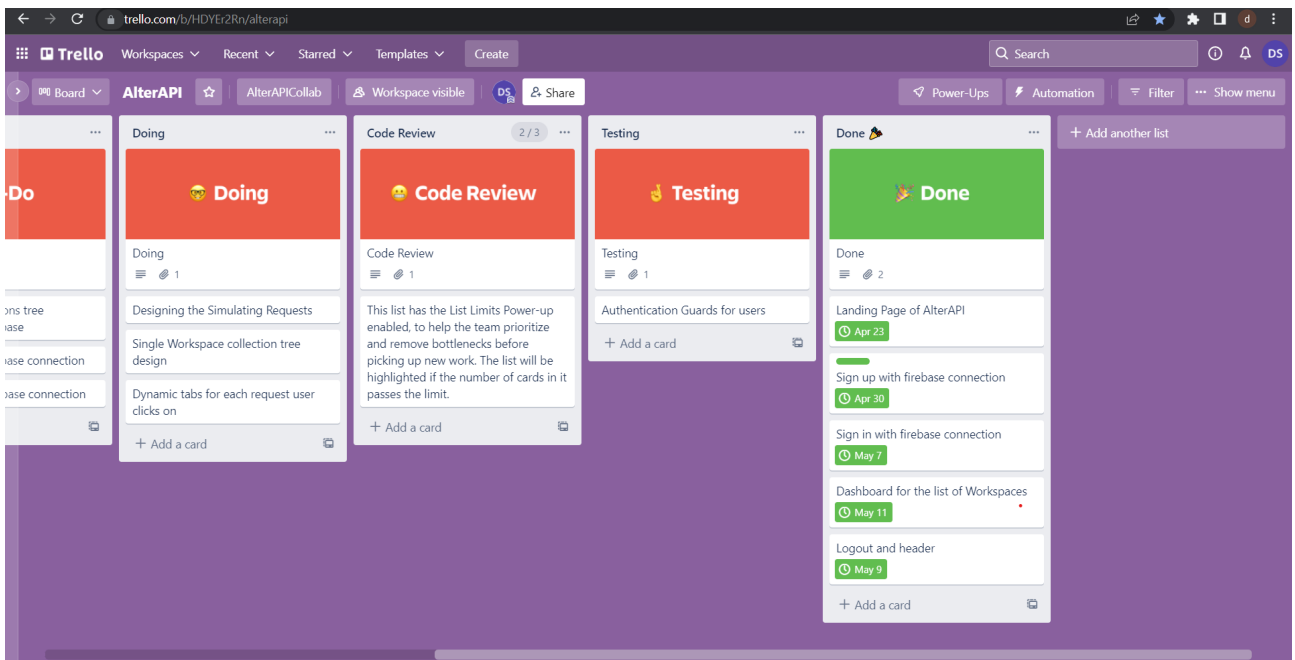 trello.com/b/HDYEr2Rn/alterapi
d
Trello Workspaces Recent Starred Templates Create Search DS
Board AlterAPI AlterAPICollab Workspace visible DS Share Power-Ups Automation Filter Show menu
-Do
ons tree
base connection
base connection
Doing
Doing
Doing
1
Designing the Simulating Requests
Single Workspace collection tree
design
Dynamic tabs for each request user
clicks on
+ Add a card
Code Review 2/3
Code Review
Code Review
1
This list has the List Limits Power-up
enabled, to help the team prioritize
and remove bottlenecks before
picking up new work. The list will be
highlighted if the number of cards in it
passes the limit.
+ Add a card
Testing
Testing
Testing
1
Authentication Guards for users
+ Add a card
Done
Done
Done
2
Landing Page of AlterAPI
Apr 23
Sign up with firebase connection
Apr 30
Sign in with firebase connection
May 7
Dashboard for the list of Workspaces
May 11
Logout and header
May 9
+ Add a card
+ Add another list